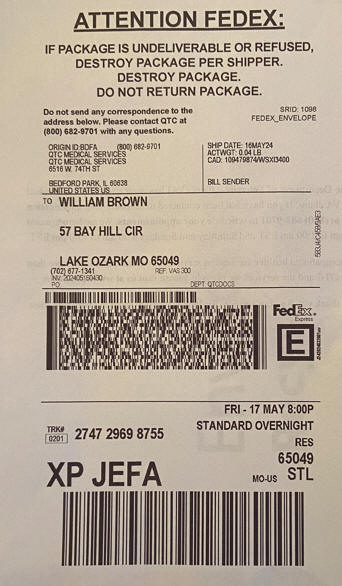 ATTENTION FEDEX:
IF PACKAGE IS UNDELIVERABLE OR REFUSED,
DESTROY PACKAGE PER SHIPPER.
DESTROY PACKAGE.
DO NOT RETURN PACKAGE.
Do not send any correspondence to the
address below. Please contact QTC at
(800) 682-9701 with any questions.
SRID: 1098
FEDEX_ENVELOPE
ORIGIN ID:BDFA (800) 682-9701
QTC MEDICAL SERVICES
QTC MEDICAL SERVICES
6516 W. 74TH ST
BEDFORD PARK, IL 60638
UNITED STATES US
SHIP DATE: 16MAY24
ACTWGT: 0.04 LB
CAD: 109479874/WSXI3400
BILL SENDER
TO WILLIAM BROWN
57 BAY HILL CIR
LAKE OZARK MO 65049
(702) 677-1341 REF: VAS 300
INV: 202405160430
PO: DEPT: QTCDOCS
FedEx
Express
E
FRI - 17 MAY 8:00P
STANDARD OVERNIGHT
TRK#
0201
2747 2969 8755
RES
65049
XP JEFA
MO-US STL